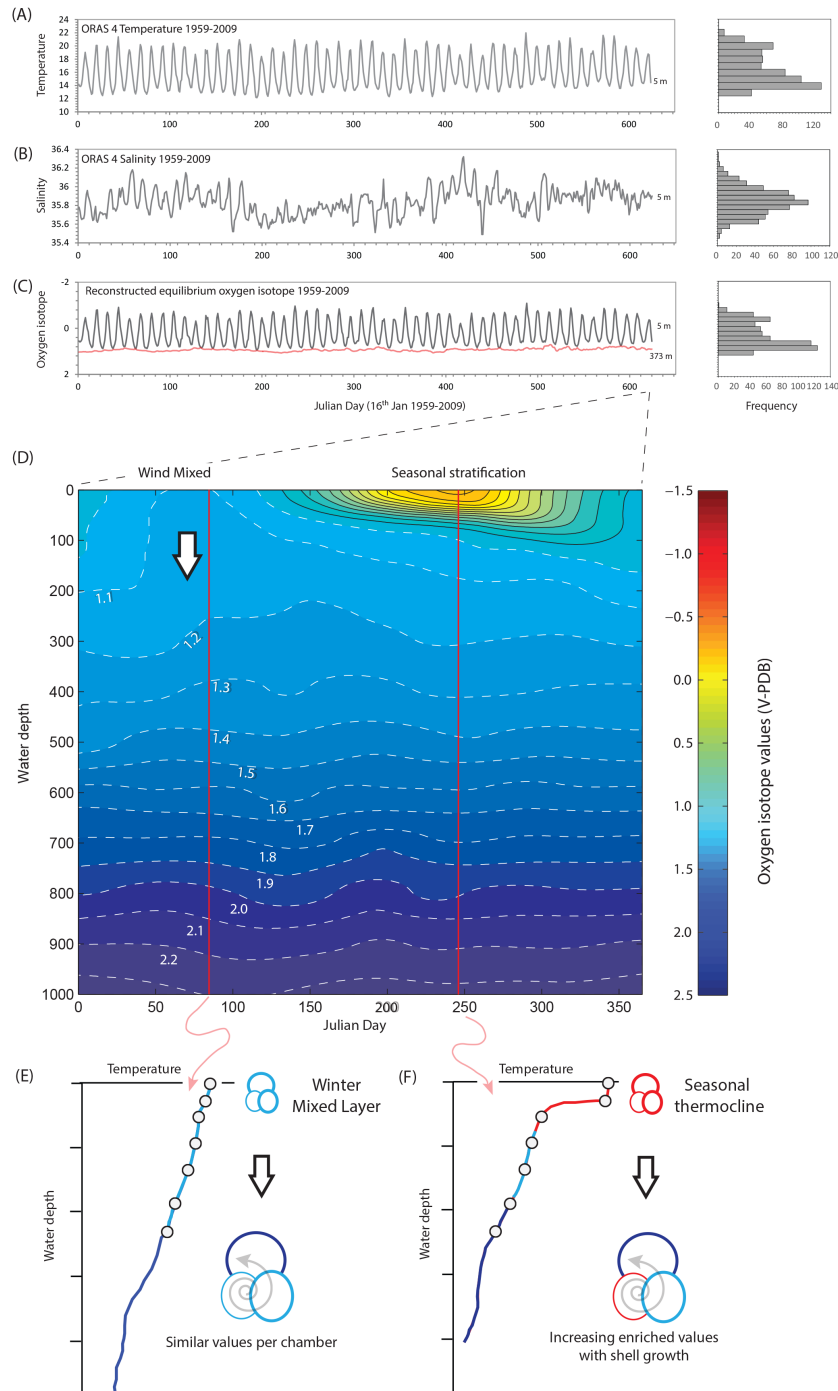 (A)
ORAS 4 Temperature 1959-2009
Temperature
24
22
20
18
16
14
12
10
5 m
0 100 200 300 400 500 600
0 40 80 120
(B)
ORAS 4 Salinity 1959-2009
Salinity
36.4
36
35.8
35.6
35.4
5 m
0 100 200 300 400 500 600
0 20 40 60 80 100 120
(C)
Reconstructed equilibrium oxygen isotope 1959-2009
Oxygen isotope
-2
0
2
5 m
373 m
0 100 200 300 400 500 600
Julian Day (16th Jan 1959-2009)
0 20 40 60 80 100 120 140
Frequency
(D)
Wind Mixed
Seasonal stratification
Water depth
0
100
200
300
400
500
600
700
800
900
1000
1.1
1.2
1.3
1.4
1.5
1.6
1.7
1.8
1.9
2.0
2.1
2.2
0 50 100 150 200 250 300 350
Julian Day
−1.5
−1.0
−0.5
0.0
0.5
1.0
1.5
2.0
2.5
Oxygen isotope values (V-PDB)
(E)
Temperature
Water depth
Winter
Mixed Layer
Similar values per chamber
(F)
Temperature
Water depth
Seasonal
thermocline
Increasing enriched values
with shell growth